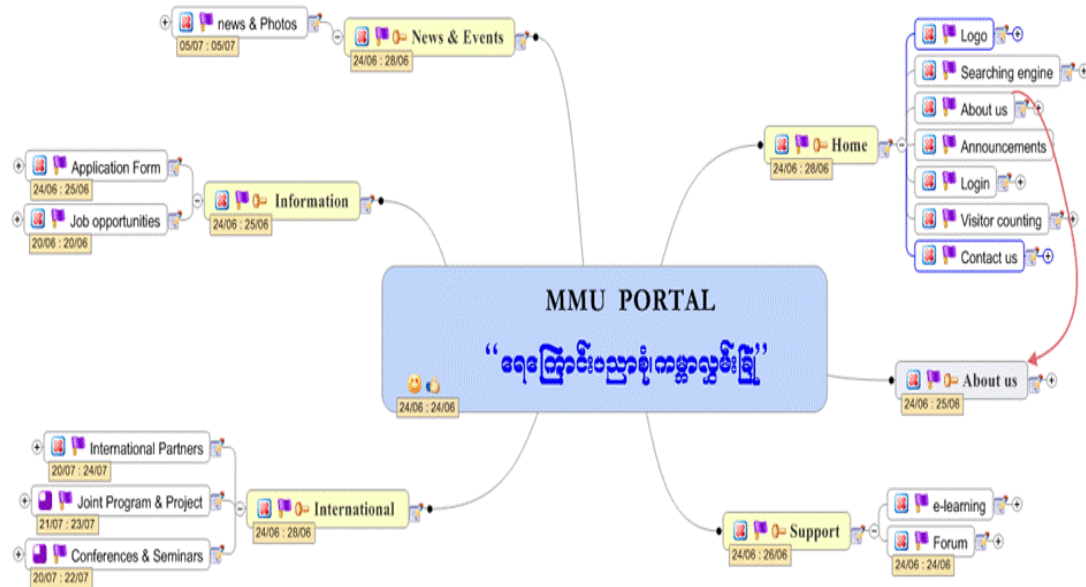 MMU PORTAL
“ရေကြောင်းပညာစုံ၊ကမ္ဘာလွှမ်းခြုံ”
24/06 : 24/06
News & Events
24/06 : 28/06
news & Photos
05/07 : 05/07
Information
24/06 : 25/06
Application Form
24/06 : 25/06
Job opportunities
20/06 : 20/06
International
24/06 : 28/06
International Partners
20/07 : 24/07
Joint Program & Project
21/07 : 23/07
Conferences & Seminars
20/07 : 22/07
Home
24/06 : 28/06
Logo
Searching engine
About us
Announcements
Login
Visitor counting
Contact us
About us
24/06 : 25/06
Support
24/06 : 26/06
e-learning
Forum
24/06 : 24/06